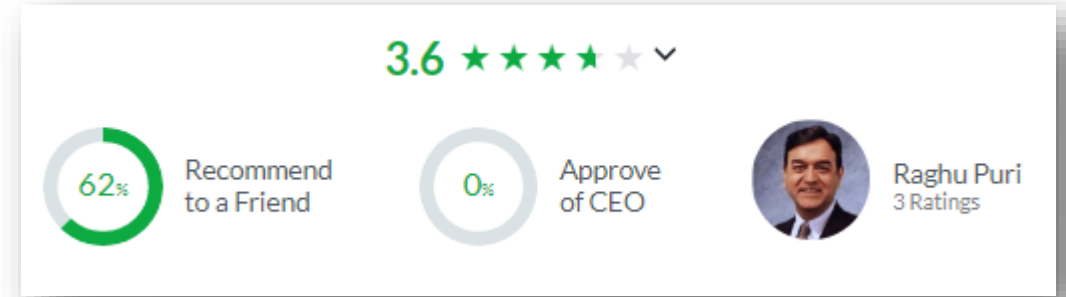 3.6
62%
Recommend
to a Friend
0%
Approve
of CEO
Raghu Puri
3 Ratings